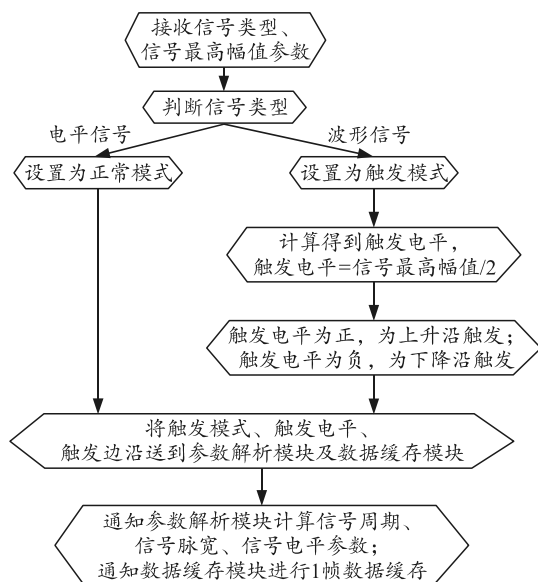 接收信号类型、
信号最高幅值参数
判断信号类型
电平信号
波形信号
设置为正常模式
设置为触发模式
计算得到触发电平，
触发电平=信号最高幅值/2
触发电平为正，为上升沿触发；
触发电平为负，为下降沿触发
将触发模式、触发电平、
触发边沿送到参数解析模块及数据缓存模块
通知参数解析模块计算信号周期、
信号脉宽、信号电平参数；
通知数据缓存模块进行1帧数据缓存